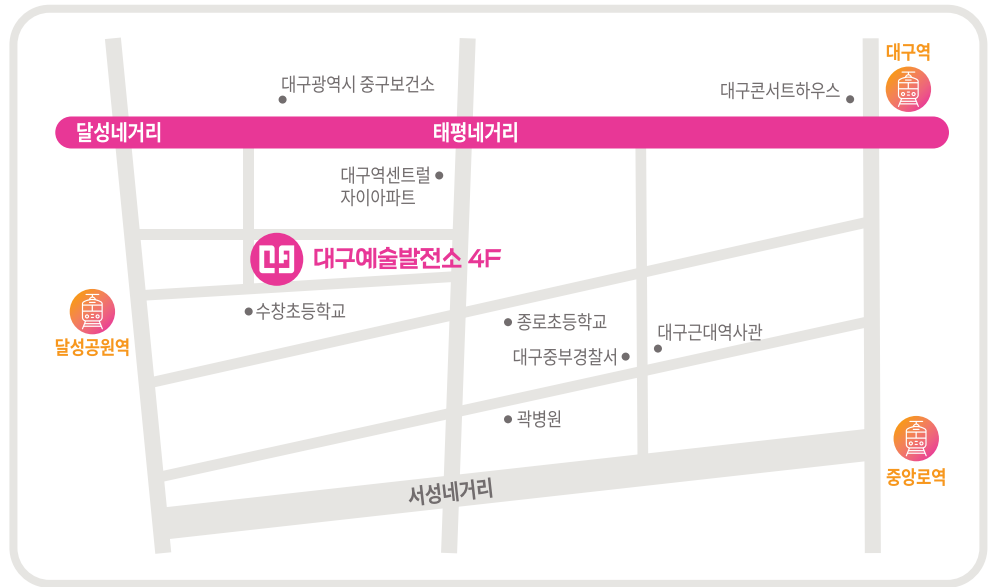 대구역
대구광역시 중구보건소
대구콘서트하우스
달성네거리
태평네거리
대구역센트럴
자이아파트
대구예술발전소 4F
수창초등학교
종로초등학교
대구근대역사관
달성공원역
대구중부경찰서
곽병원
중앙로역
서성네거리